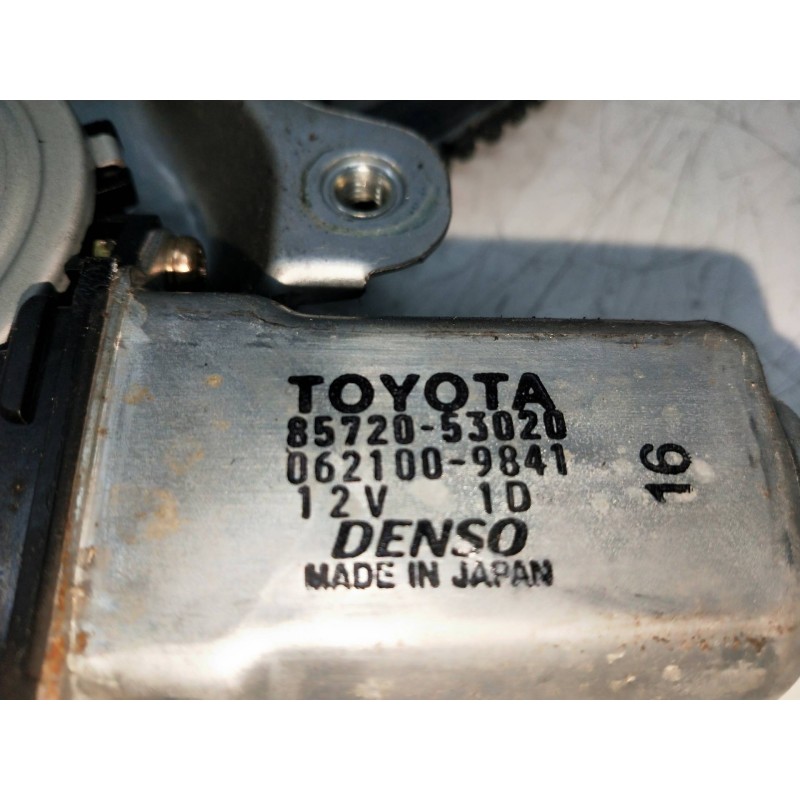 TOYOTA
85720-53020
062100-9841
12V 1D
DENSO
MADE IN JAPAN
16